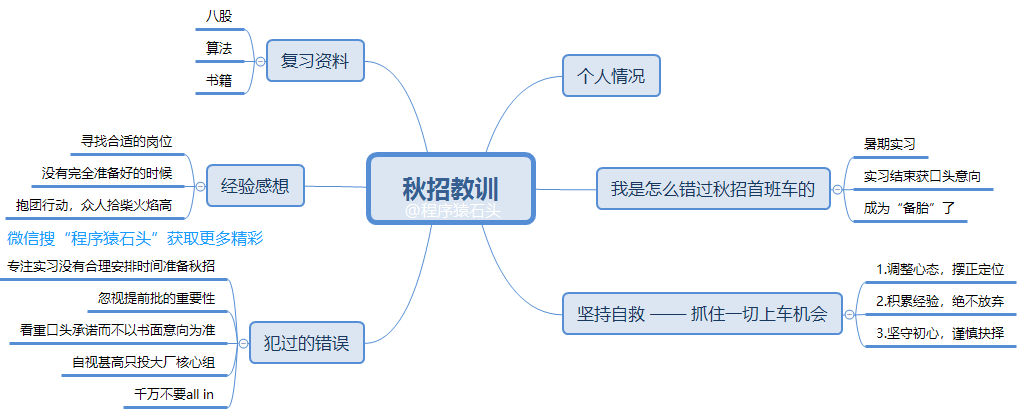 秋招教训
@程序猿石头
个人情况
我是怎么错过秋招首班车的
暑期实习
实习结束获口头意向
成为“备胎”了
坚持自救 —— 抓住一切上车机会
1.调整心态，摆正定位
2.积累经验，绝不放弃
3.坚守初心，谨慎抉择
复习资料
八股
算法
书籍
经验感想
寻找合适的岗位
没有完全准备好的时候
抱团行动，众人拾柴火焰高
微信搜“程序猿石头”获取更多精彩
犯过的错误
专注实习没有合理安排时间准备秋招
忽视提前批的重要性
看重口头承诺而不以书面意向为准
自视甚高只投大厂核心组
千万不要all in